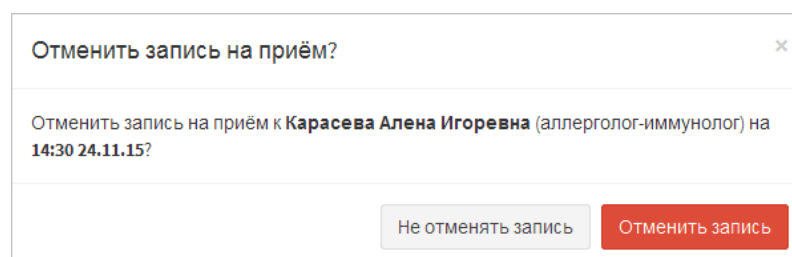 Отменить запись на приём?
×
Отменить запись на приём к Карасева Алена Игоревна (аллерголог-иммунолог) на
14:30 24.11.15?
Не отменять запись Отменить запись